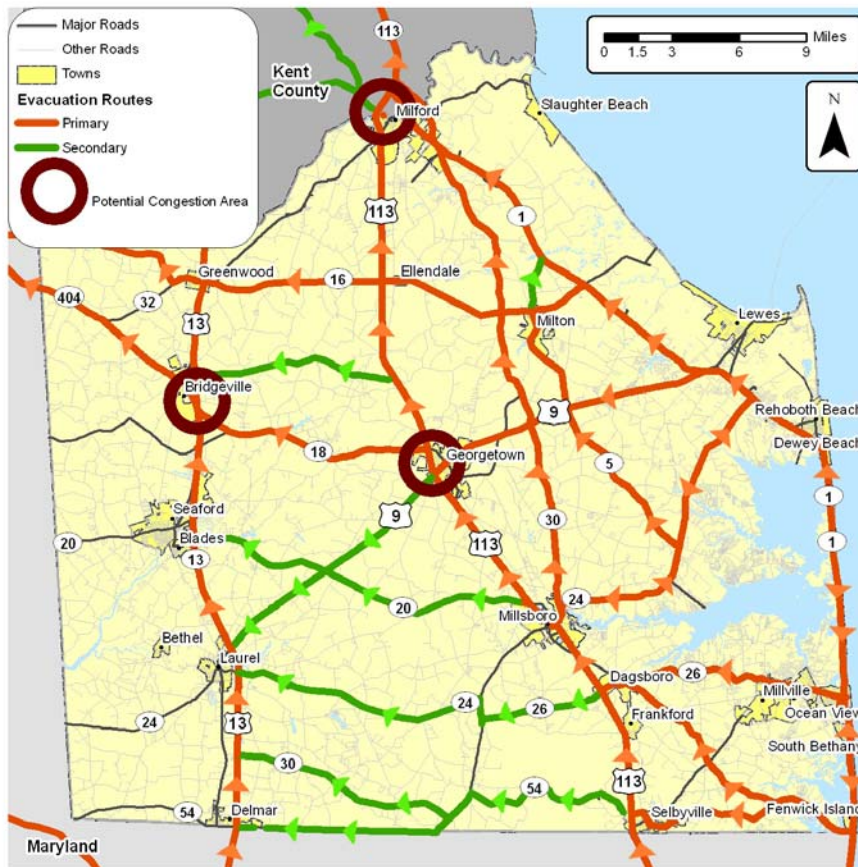 Major Roads
Other Roads
Towns
Evacuation Routes
Primary
Secondary
Potential Congestion Area
Miles
0 1.5 3 6 9
N
113
Kent
County
Milford
Slaughter Beach
113
1
Greenwood
16
Ellendale
404
32
13
Milton
Lewes
Bridgeville
9
Rehoboth Beach
Dewey Beach
18
Georgetown
5
1
Seaford
9
30
1
20
Blades
113
13
20
24
Millsboro
Bethel
Laurel
Dagsboro
26
24
24
26
Millville
13
Frankford
Ocean View
South Bethany
30
113
54
54
Delmar
Selbyville
Fenwick Island
Maryland